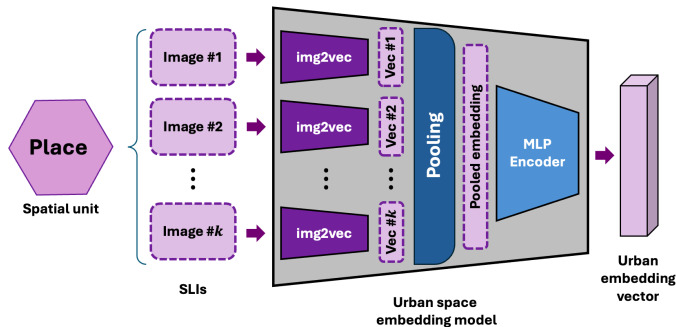 Place
Spatial unit
Image #1
Image #2
Image #k
SLIs
img2vec
img2vec
img2vec
Vec #1
Vec #2
Vec #k
Pooling
Pooled embedding
MLP
Encoder
Urban space
embedding model
Urban
embedding
vector